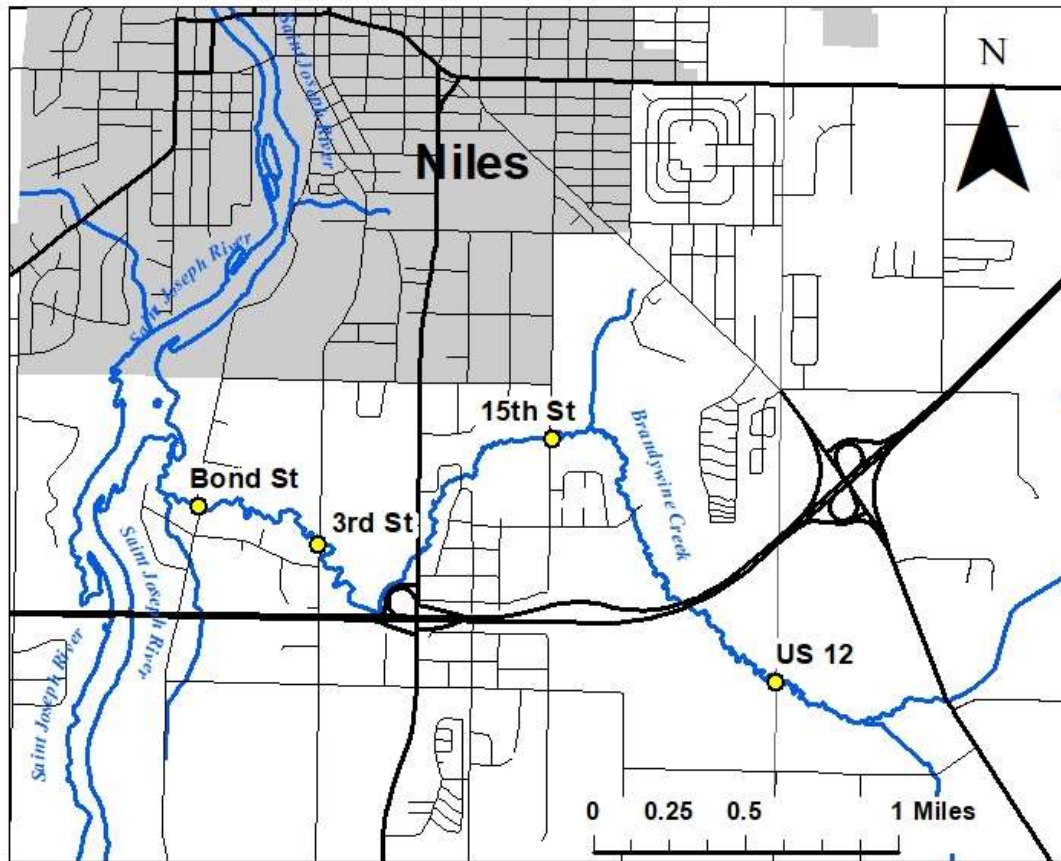 Saint Joseph River
N
Niles
Saint Joseph River
15th St
Brandywine Creek
Bond St
3rd St
Saint Joseph River
Saint Joseph River
US 12
0 0.25 0.5 1 Miles